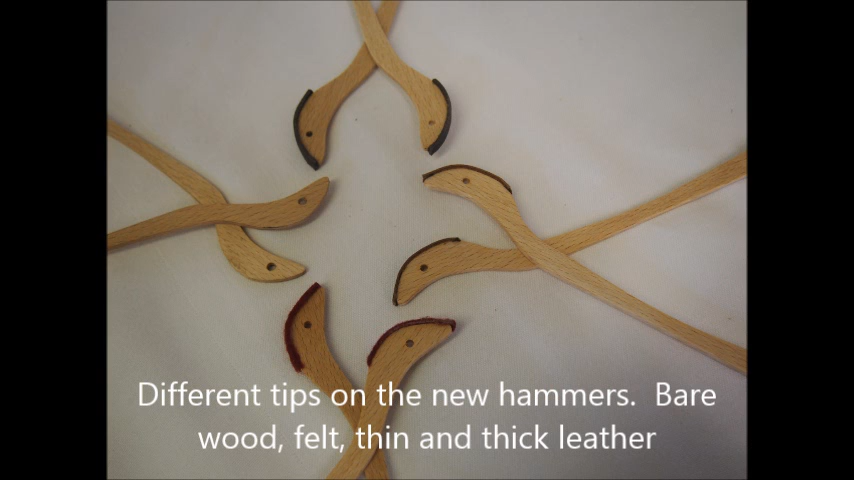 Different tips on the new hammers.  Bare
wood, felt, thin and thick leather